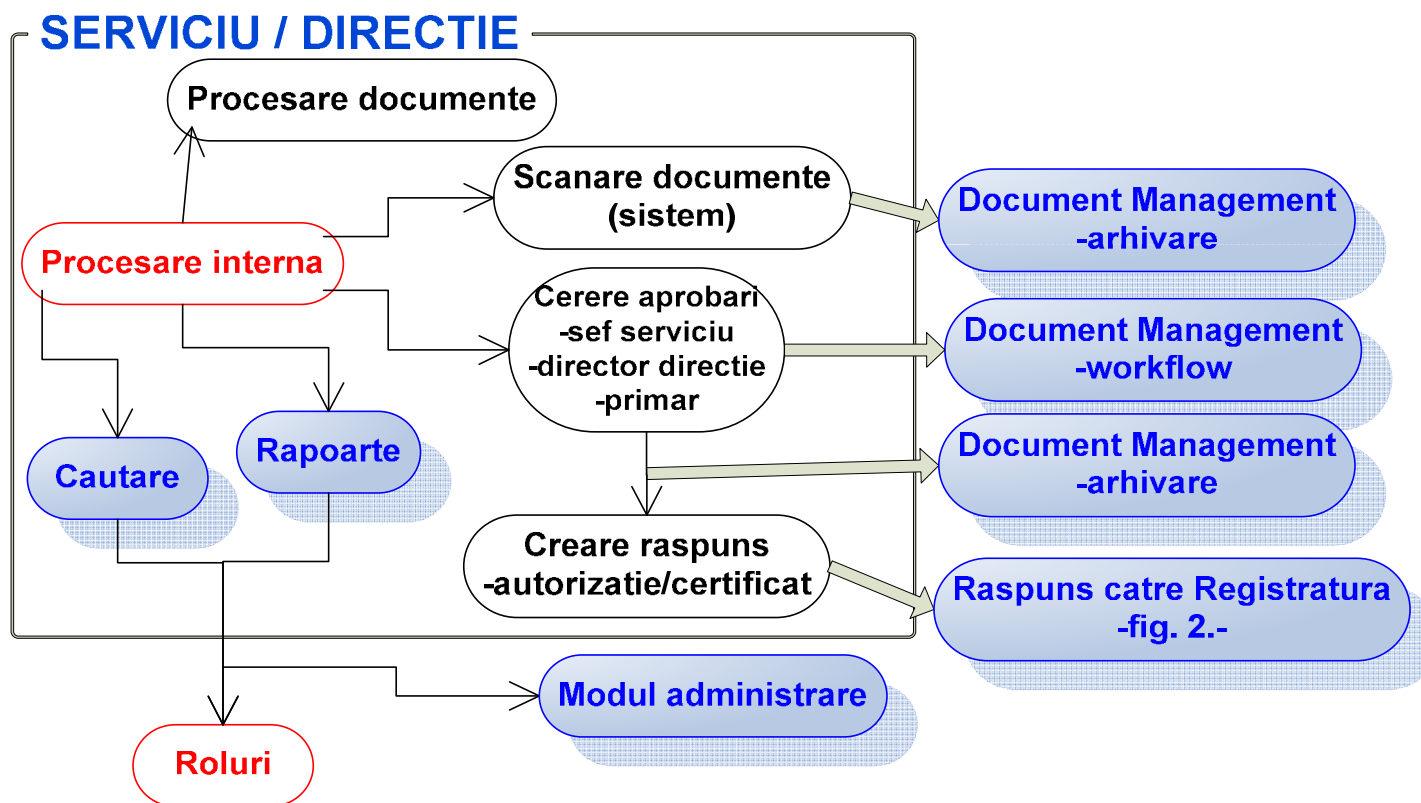 SERVICIU / DIRECTIE
Procesare documente
Scanare documente
(sistem)
Document Management
-arhivare
Procesare interna
Cerere aprobari
-sef serviciu
-director directie
-primar
Document Management
-workflow
Rapoarte
Cautare
Document Management
-arhivare
Creare raspuns
-autorizatie/certificat
Raspuns catre Registratura
-fig. 2.-
Modul administrare
Roluri